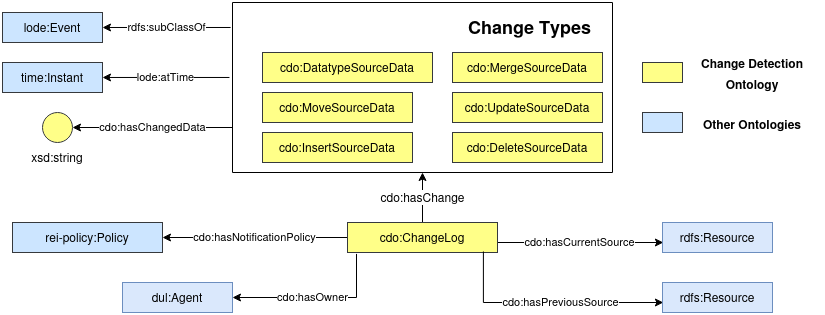 lode:Event
rdfs:subClassOf
Change Types
time:Instant
lode:atTime
cdo:DatatypeSourceData
cdo:MergeSourceData
cdo:MoveSourceData
cdo:UpdateSourceData
cdo:InsertSourceData
cdo:DeleteSourceData
cdo:hasChangedData
xsd:string
Change Detection
Ontology
Other Ontologies
cdo:hasChange
rei-policy:Policy
cdo:hasNotificationPolicy
cdo:ChangeLog
cdo:hasCurrentSource
rdfs:Resource
dul:Agent
cdo:hasOwner
cdo:hasPreviousSource
rdfs:Resource